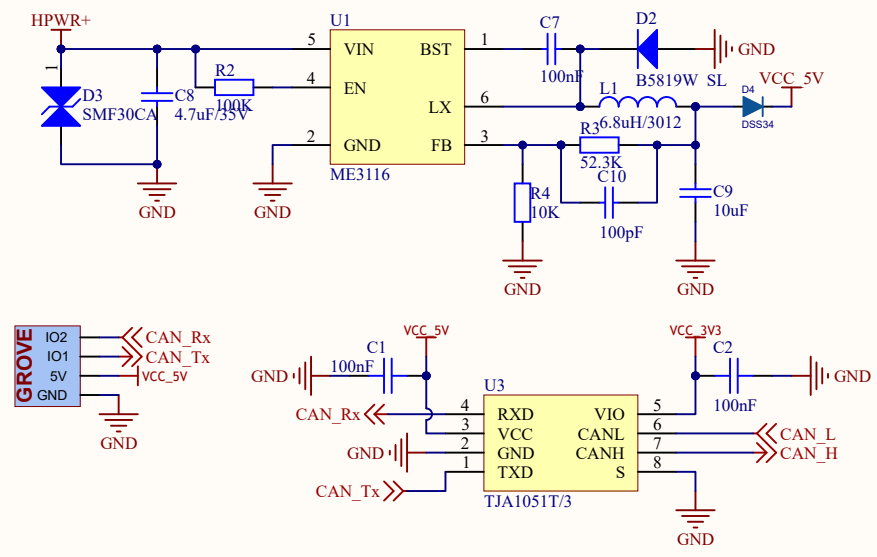 HPWR+
U1
C7
D2
5
VIN
BST
1
GND
1
R2
100nF
B5819W
SL
VCC_5V
D3
C8
100K
4
EN
L1
D4
SMF30CA
4.7uF/35V
LX
6
6.8uH/3012
DSS34
2
GND
FB
3
R3
52.3K
ME3116
C10
R4
10K
C9
10uF
GND
GND
100pF
GND
GND
GROVE
IO2
CAN_Rx
IO1
CAN_Tx
5V
VCC_5V
GND
GND
VCC_5V
VCC_3V3
C1
C2
100nF
GND
GND
U3
100nF
CAN_Rx
4
RXD
VIO
5
3
VCC
CANL
6
CAN_L
GND
2
GND
CANH
7
CAN_H
1
TXD
S
8
CAN_Tx
TJA1051T/3
GND